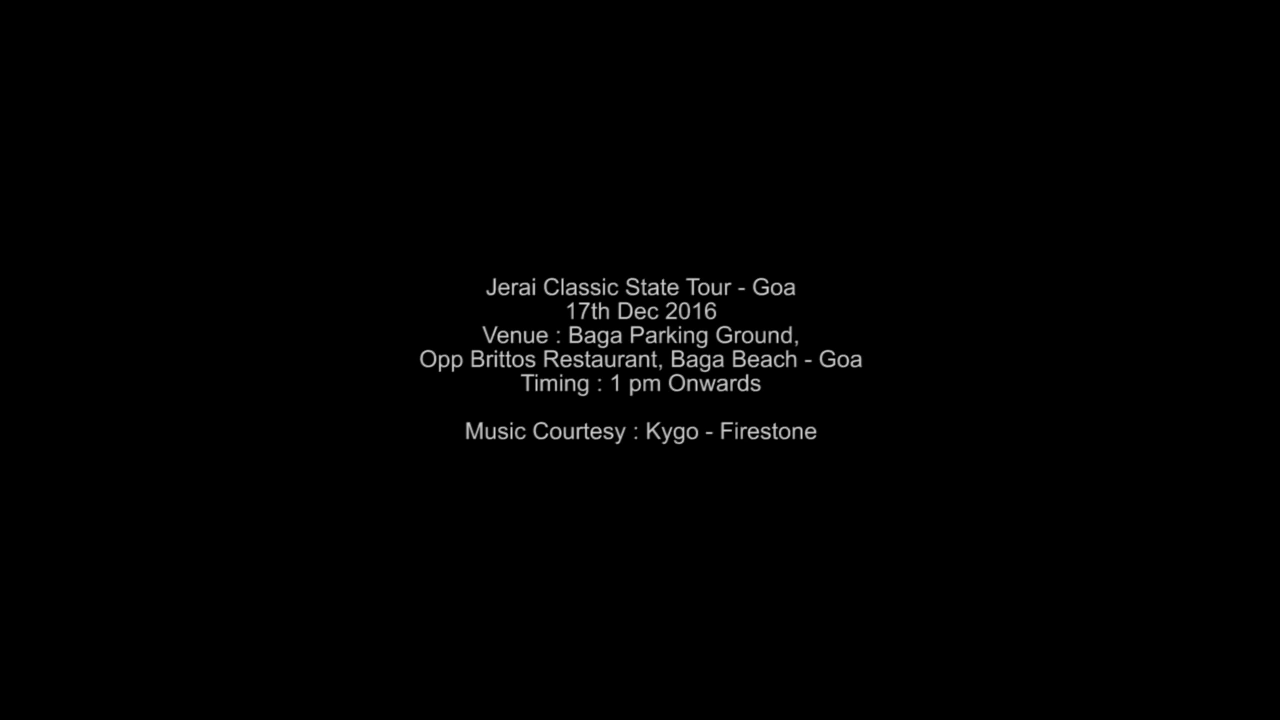 Jerai Classic State Tour - Goa
17th Dec 2016
Venue : Baga Parking Ground,
Opp Brittos Restaurant, Baga Beach - Goa
Timing : 1 pm Onwards
Music Courtesy : Kygo - Firestone